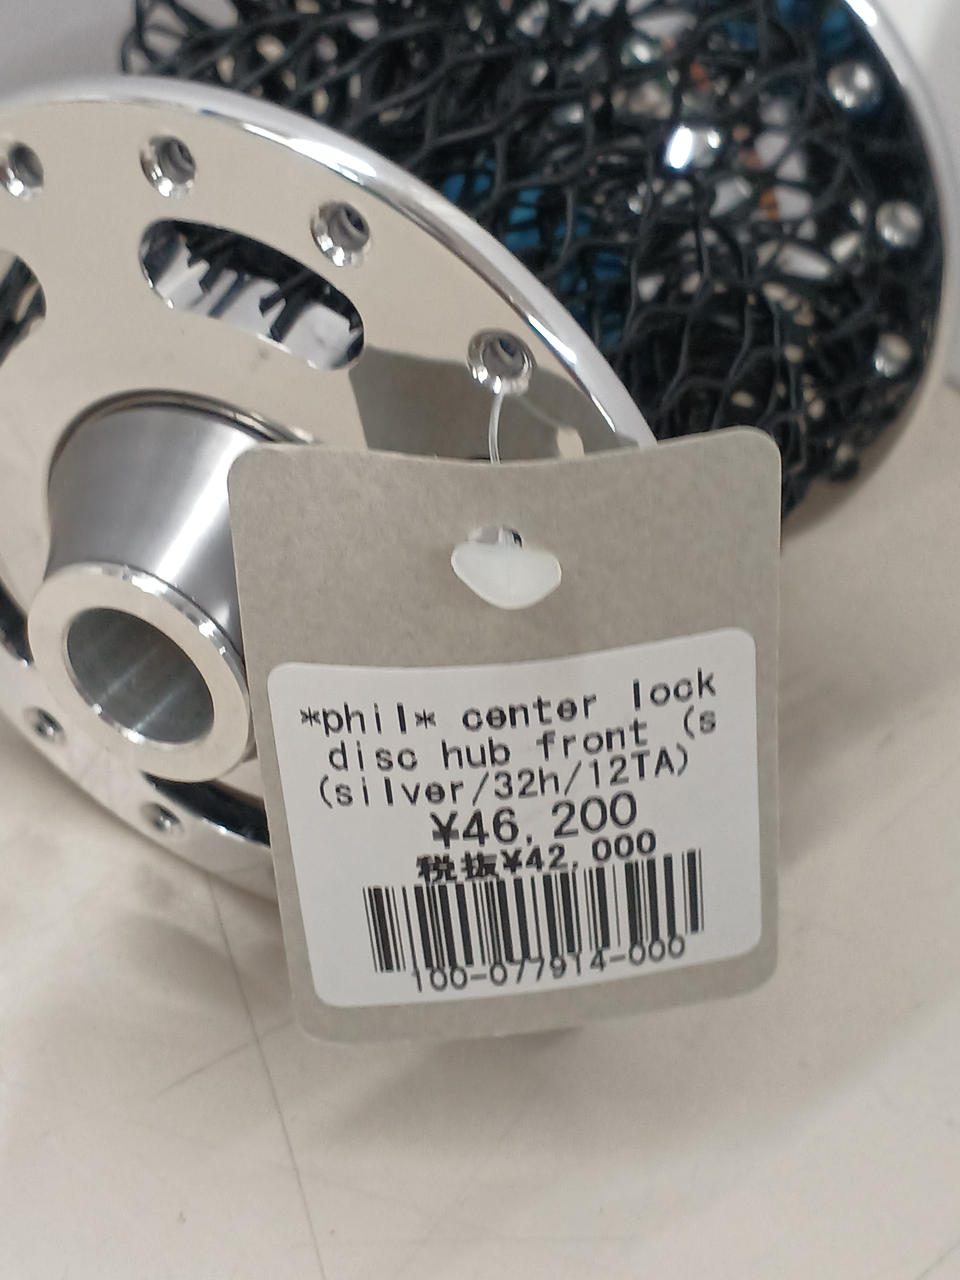 *phil* center lock
disc hub front (s
(silver/32h/12TA)
¥46,200
税抜¥42,000
100-077914-000